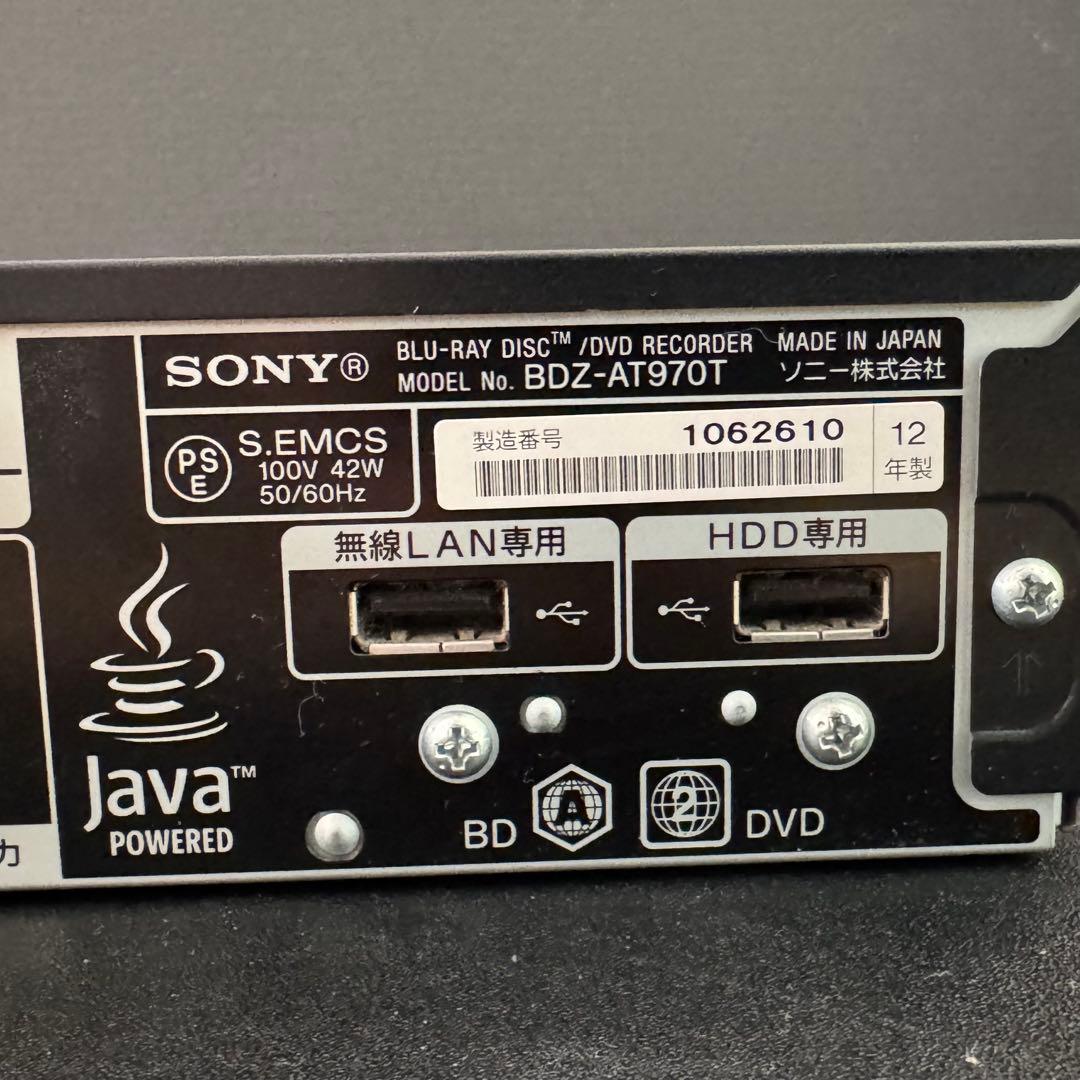 SONY® BLU-RAY DISC™ /DVD RECORDER MADE IN JAPAN
MODEL No. BDZ-AT970T ソニー株式会社
PS
E
S.EMCS
100V 42W
50/60Hz
製造番号 1062610
12
年製
無線LAN専用
HDD専用
Java™
POWERED
BD A
2 DVD
力